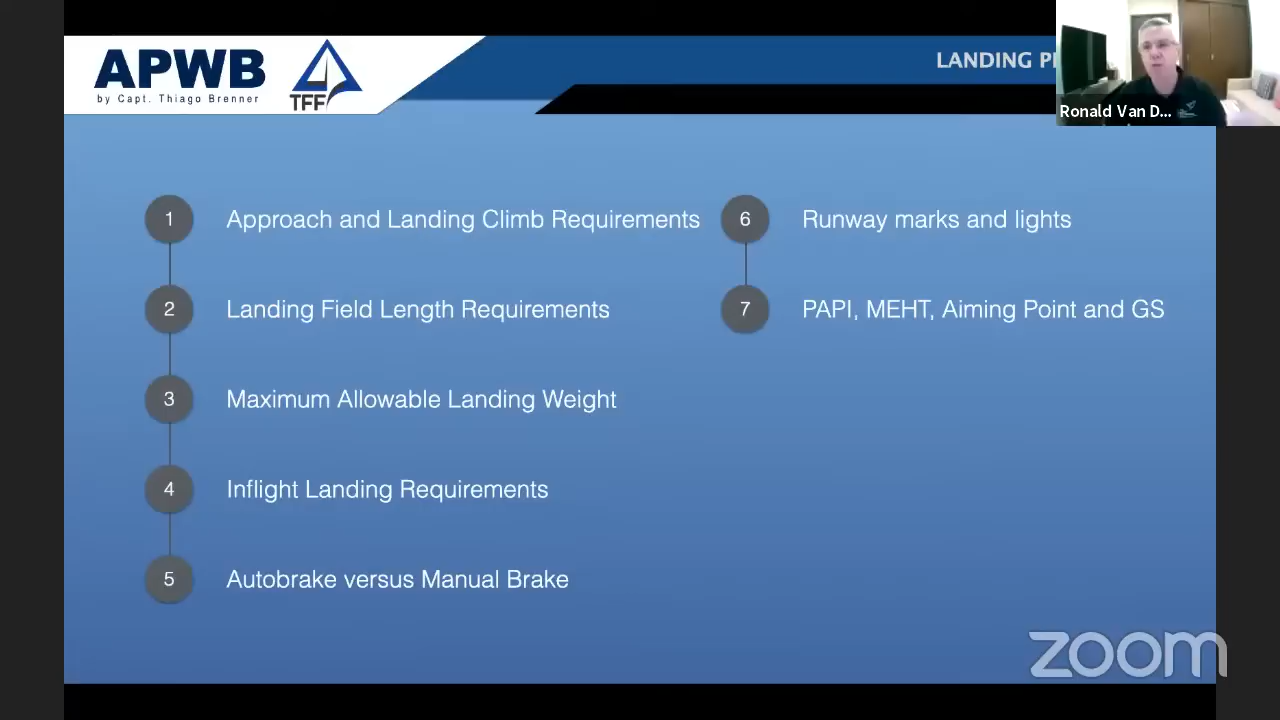 APWB
by Capt. Thiago Brenner
TFF
LANDING
Ronald Van D...
1 Approach and Landing Climb Requirements
2 Landing Field Length Requirements
3 Maximum Allowable Landing Weight
4 Inflight Landing Requirements
5 Autobrake versus Manual Brake
6 Runway marks and lights
7 PAPI, MEHT, Aiming Point and GS
zoom